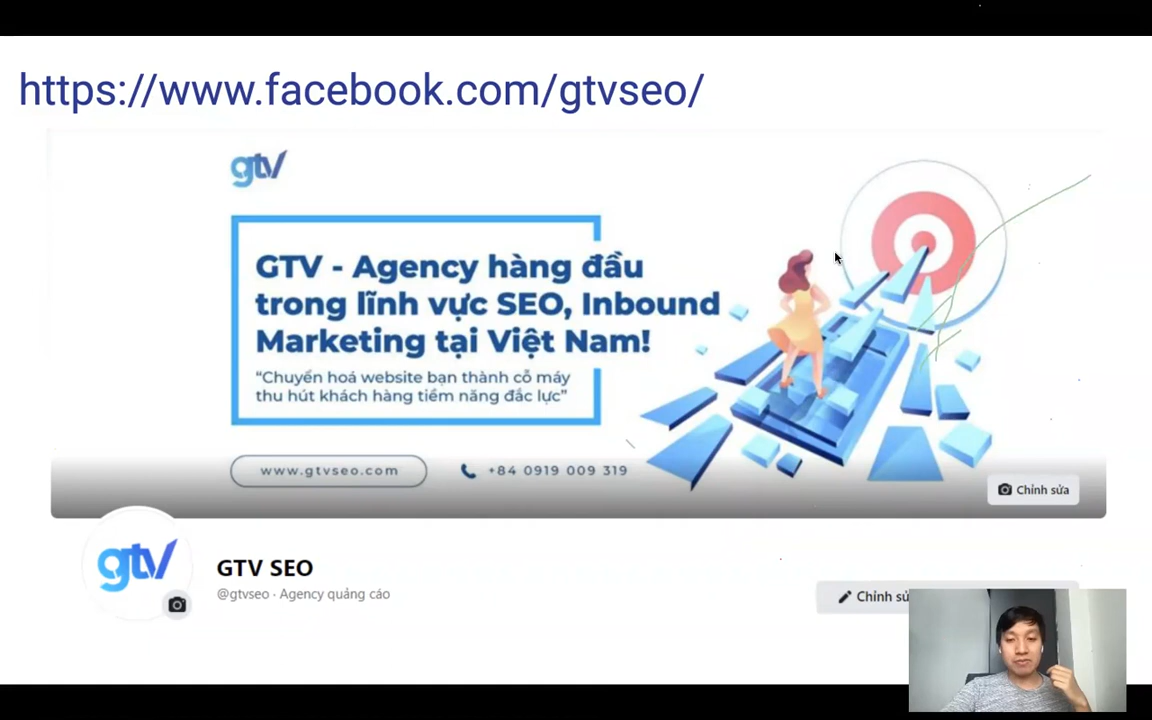 https://www.facebook.com/gtvseo/
gtv
GTV - Agency hàng đầu
trong lĩnh vực SEO, Inbound
Marketing tại Việt Nam!
“Chuyển hoá website bạn thành cỗ máy
thu hút khách hàng tiềm năng đắc lực”
www.gtvseo.com
+84 0919 009 319
Chỉnh sửa
gtv
GTV SEO
@gtvseo · Agency quảng cáo
Chỉnh sử